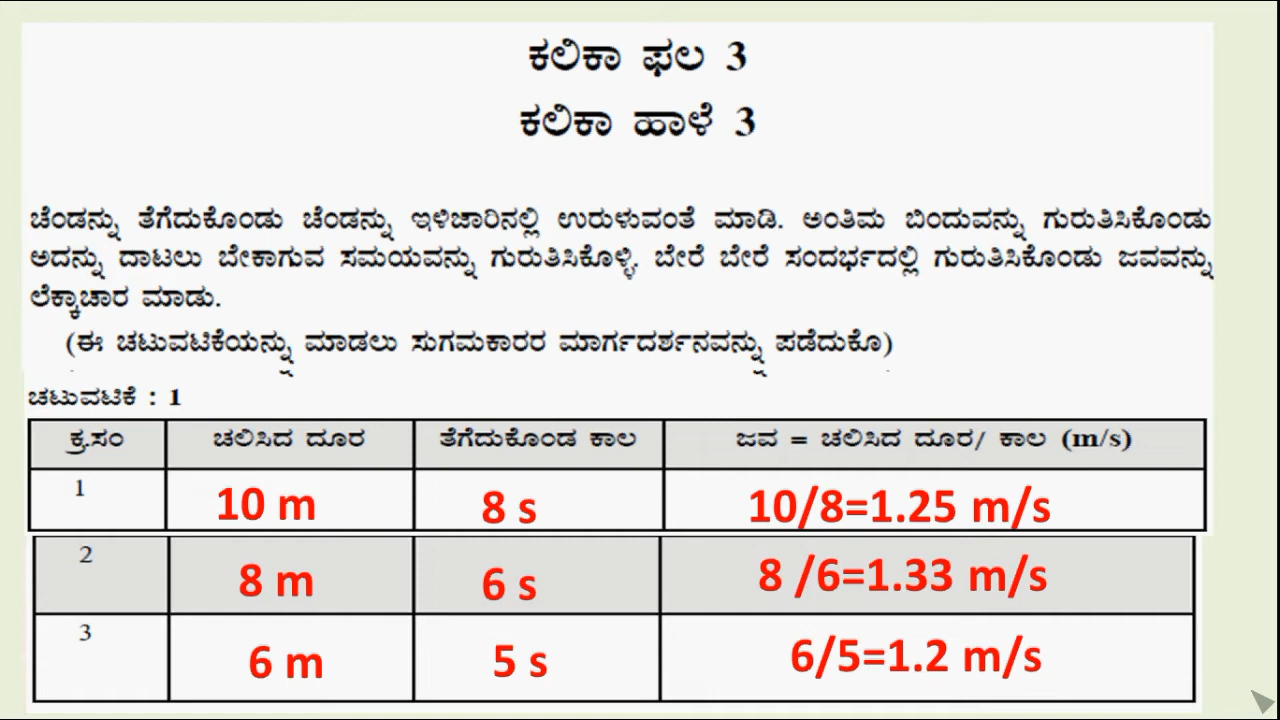 ಕಲಿಕಾ ಫಲ 3
ಕಲಿಕಾ ಹಾಳೆ 3
ಚೆಂಡನ್ನು ತೆಗೆದುಕೊಂಡು ಚೆಂಡನ್ನು ಇಳಿಜಾರಿನಲ್ಲಿ ಉರುಳುವಂತೆ ಮಾಡಿ. ಅಂತಿಮ ಬಿಂದುವನ್ನು ಗುರುತಿಸಿಕೊಂಡು
ಅದನ್ನು ದಾಟಲು ಬೇಕಾಗುವ ಸಮಯವನ್ನು ಗುರುತಿಸಿಕೊಳ್ಳಿ. ಬೇರೆ ಬೇರೆ ಸಂದರ್ಭದಲ್ಲಿ ಗುರುತಿಸಿಕೊಂಡು ಜವವನ್ನು
ಲೆಕ್ಕಾಚಾರ ಮಾಡು.
(ಈ ಚಟುವಟಿಕೆಯನ್ನು ಮಾಡಲು ಸುಗಮಕಾರರ ಮಾರ್ಗದರ್ಶನವನ್ನು ಪಡೆದುಕೊ)
ಚಟುವಟಿಕೆ : 1
ಕ್ರ.ಸಂ ಚಲಿಸಿದ ದೂರ ತೆಗೆದುಕೊಂಡ ಕಾಲ ಜವ = ಚಲಿಸಿದ ದೂರ/ ಕಾಲ (m/s)
1 10 m 8 s 10/8=1.25 m/s
2 8 m 6 s 8 /6=1.33 m/s
3 6 m 5 s 6/5=1.2 m/s